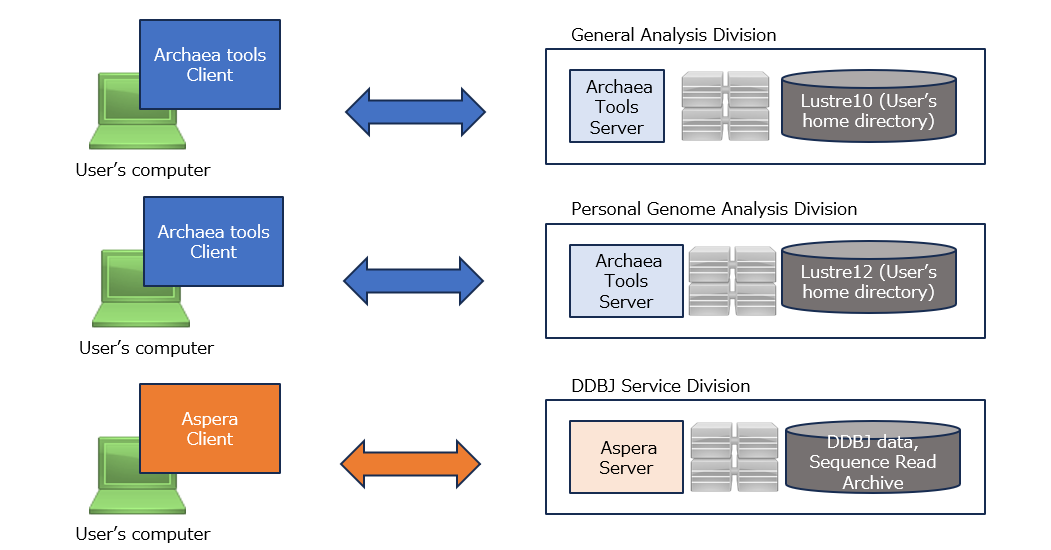 Archaea tools
Client
User's computer
General Analysis Division
Archaea
Tools
Server
Lustre10 (User's
home directory)
Archaea tools
Client
User's computer
Personal Genome Analysis Division
Archaea
Tools
Server
Lustre12 (User's
home directory)
Aspera
Client
User's computer
DDBJ Service Division
Aspera
Server
DDBJ data,
Sequence Read
Archive